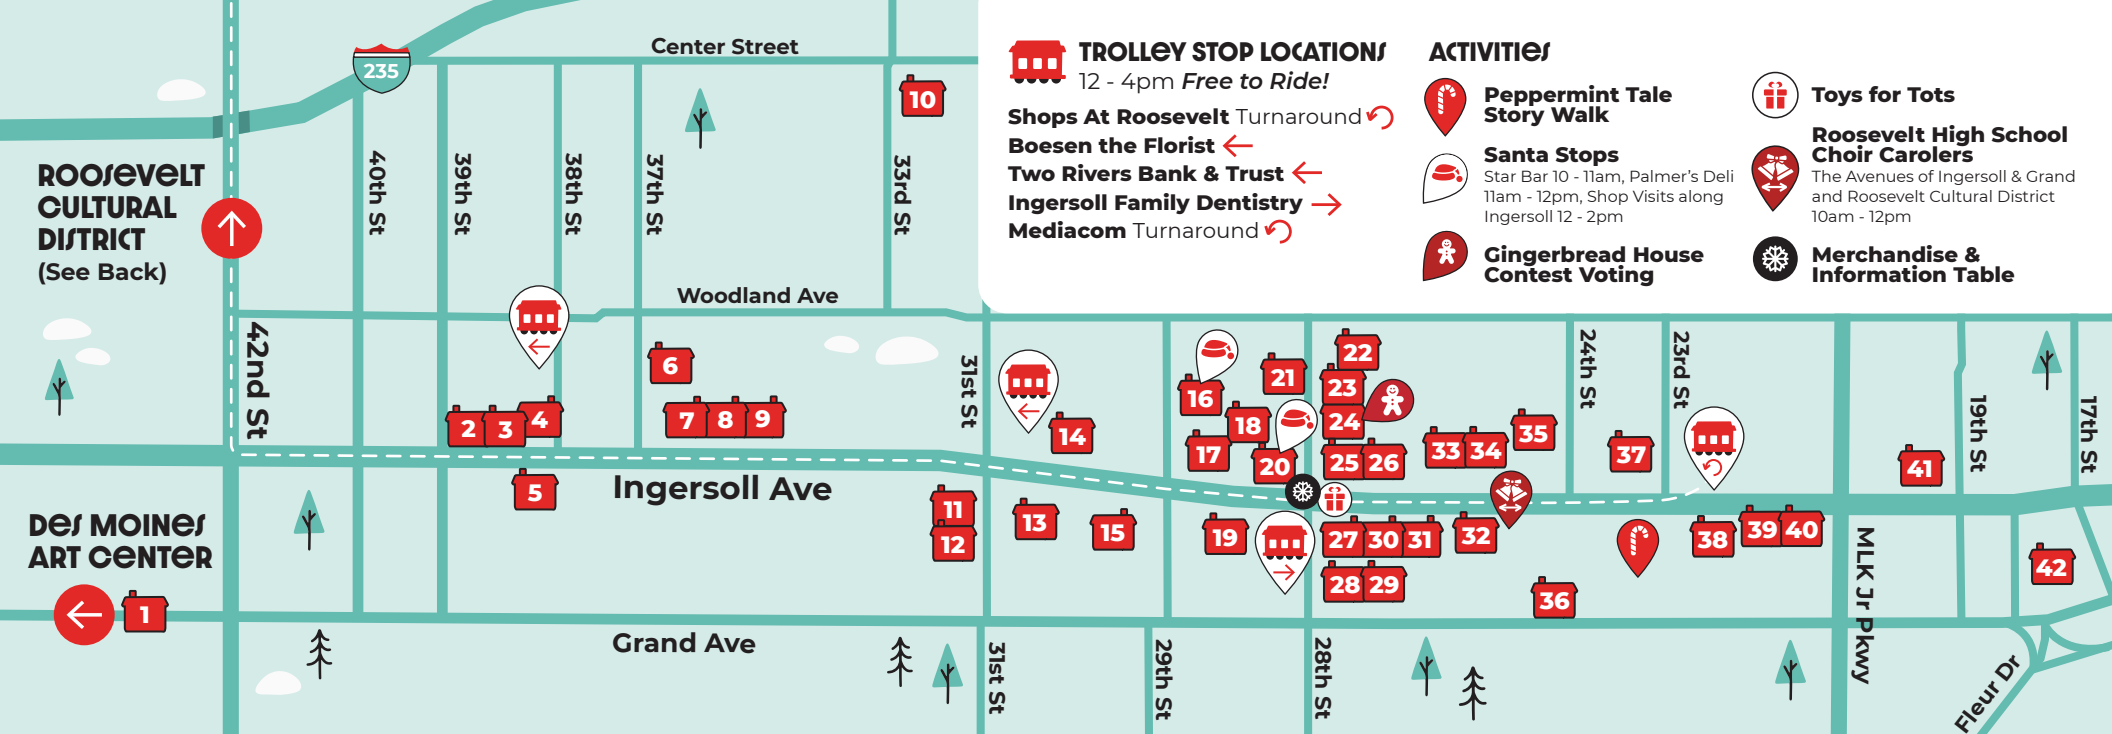 Center Street
235
10
ROOSEVELT
CULTURAL
DISTRICT
(See Back)
40th St
39th St
38th St
37th St
33rd St
TROLLEY STOP LOCATIONS
12 - 4pm Free to Ride!
Shops At Roosevelt Turnaround
Boesen the Florist
Two Rivers Bank & Trust
Ingersoll Family Dentistry
Mediacom Turnaround
ACTIVITIES
Peppermint Tale
Story Walk
Santa Stops
Star Bar 10 - 11am, Palmer's Deli
11am - 12pm, Shop Visits along
Ingersoll 12 - 2pm
Gingerbread House
Contest Voting
Toys for Tots
Roosevelt High School
Choir Carolers
The Avenues of Ingersoll & Grand
and Roosevelt Cultural District
10am - 12pm
Merchandise &
Information Table
Woodland Ave
42nd St
31st St
24th St
23rd St
19th St
17th St
6
2
3
4
7
8
9
5
Ingersoll Ave
14
11
12
13
15
16
21
22
23
18
24
17
20
25
26
33
34
35
37
41
19
27
30
31
32
38
39
40
28
29
36
42
DES MOINES
ART CENTER
1
Grand Ave
31st St
29th St
28th St
MLK Jr Pkwy
Fleur Dr